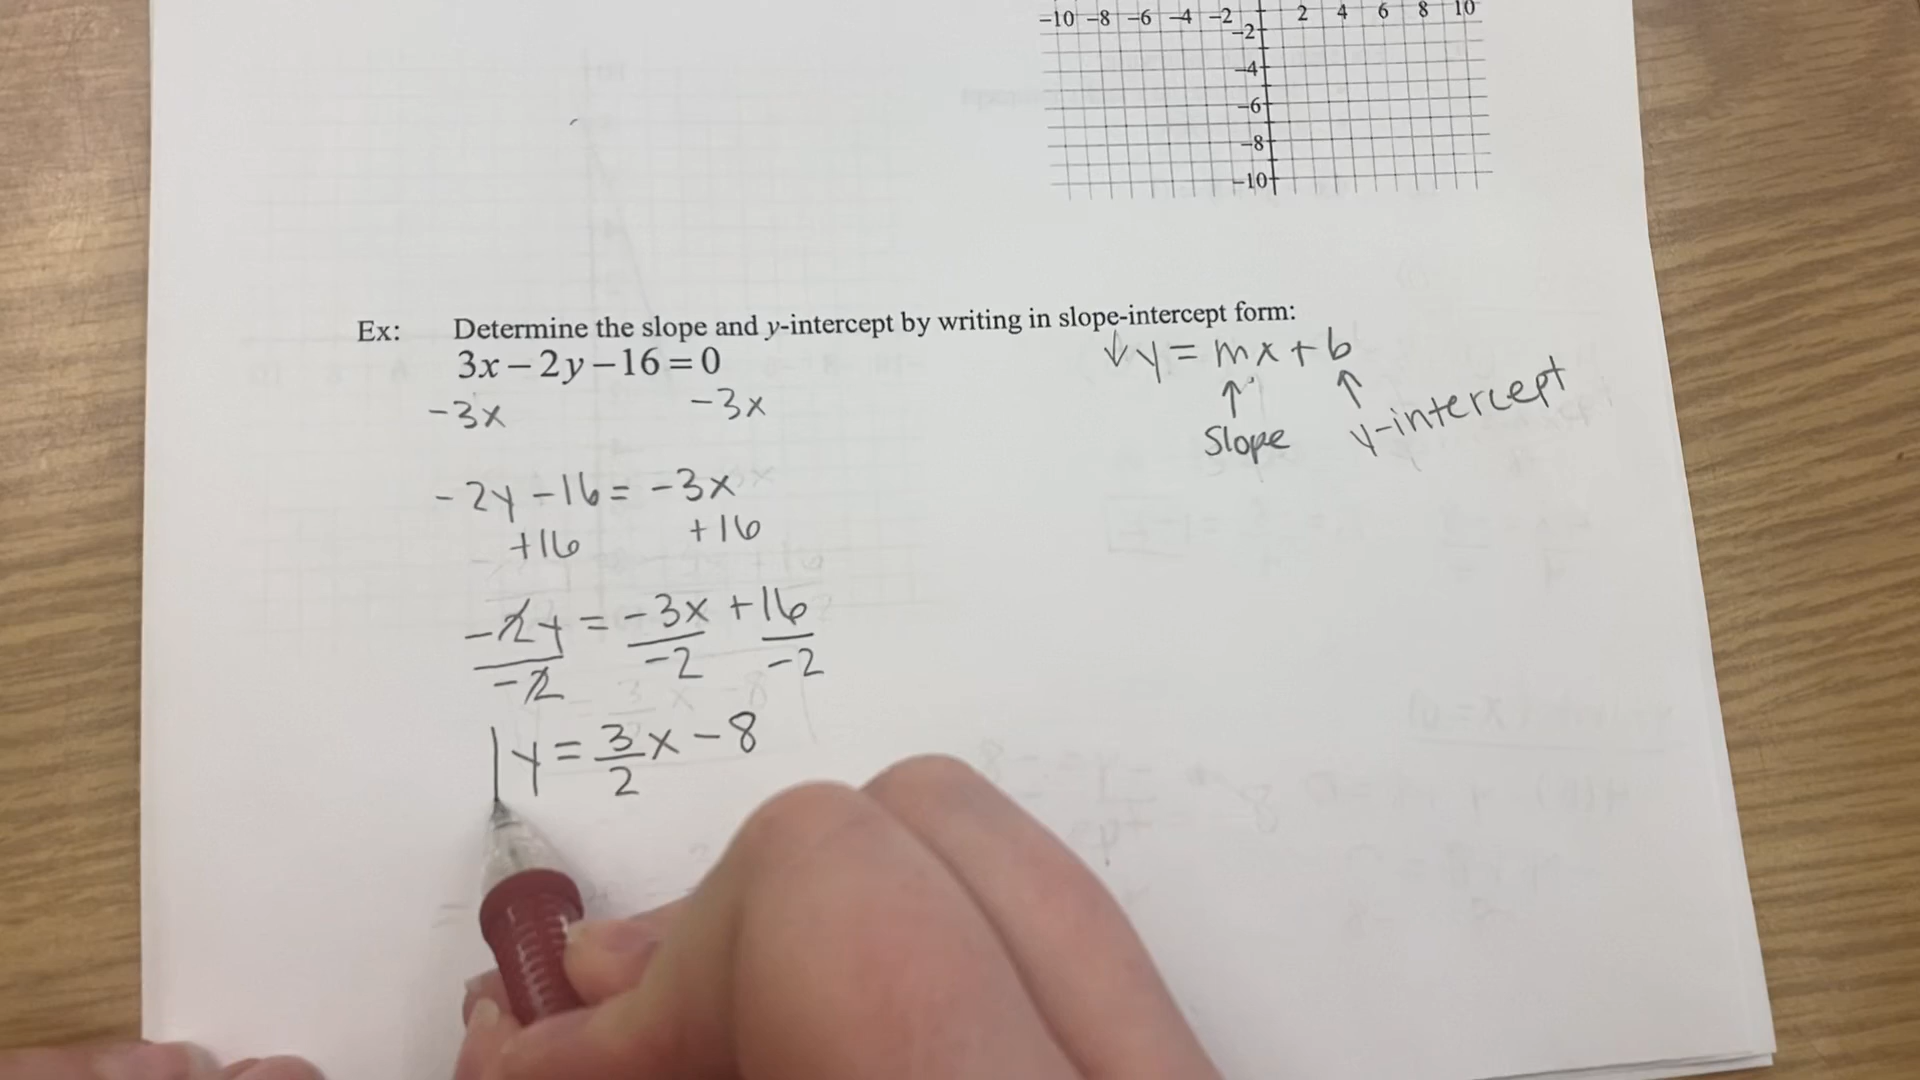 -10 -8 -6 -4 -2 2 4 6 8 10
-2
-4
-6
-8
-10
Ex: Determine the slope and y-intercept by writing in slope-intercept form:
3x – 2y – 16 = 0
↓ y = mx + b
-3x -3x
↑ ↑
Slope y-intercept
-2y - 16 = -3x
+16 +16
-2y = -3x + 16
-2 -2 -2
y = 3/2 x - 8